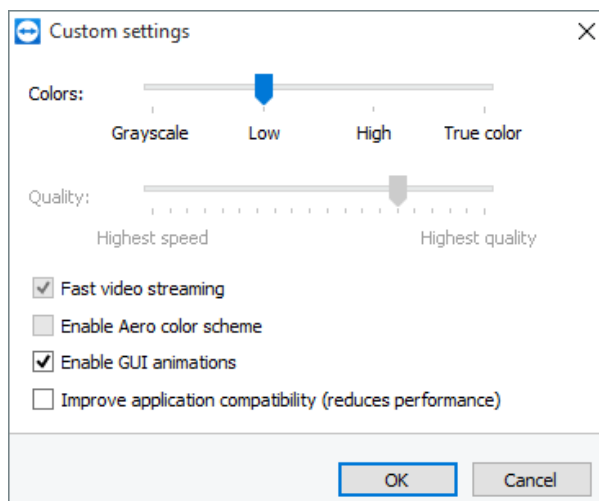 Custom settings
Colors:
Grayscale Low High True color
Quality:
Highest speed Highest quality
Fast video streaming
Enable Aero color scheme
Enable GUI animations
Improve application compatibility (reduces performance)
OK Cancel